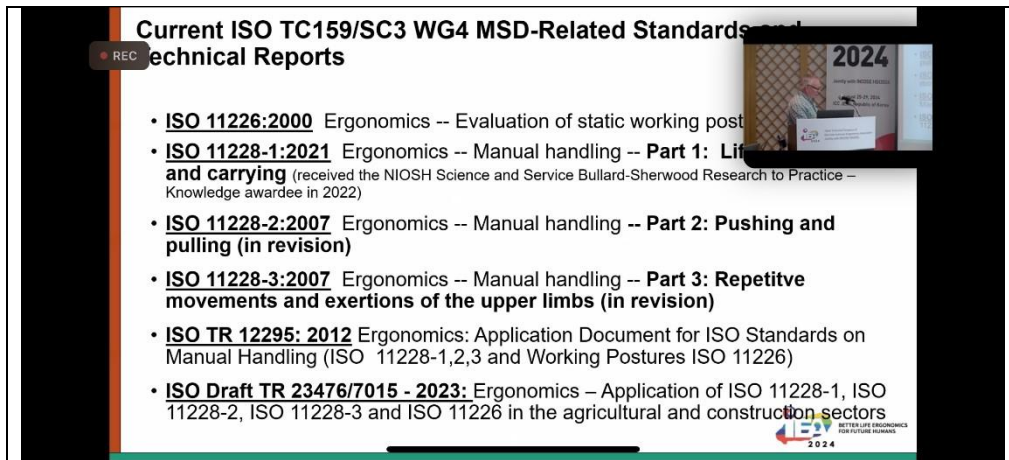 Current ISO TC159/SC3 WG4 MSD-Related Standards and
REC
Technical Reports
2024
• ISO 11226:2000 Ergonomics -- Evaluation of static working
• ISO 11228-1:2021 Ergonomics -- Manual handling -- Part 1:
and carrying (received the NIOSH Science and Service Bullard-Sherwood Research to Practice –
Knowledge awardee in 2022)
• ISO 11228-2:2007 Ergonomics -- Manual handling -- Part 2: Pushing and
pulling (in revision)
• ISO 11228-3:2007 Ergonomics -- Manual handling -- Part 3: Repetitve
movements and exertions of the upper limbs (in revision)
• ISO TR 12295: 2012 Ergonomics: Application Document for ISO Standards on
Manual Handling (ISO 11228-1,2,3 and Working Postures ISO 11226)
• ISO Draft TR 23476/7015 - 2023: Ergonomics – Application of ISO 11228-1, ISO
11228-2, ISO 11228-3 and ISO 11226 in the agricultural and construction sectors
IEA
BETTER LIFE ERGONOMICS
FOR FUTURE HUMANS
2024